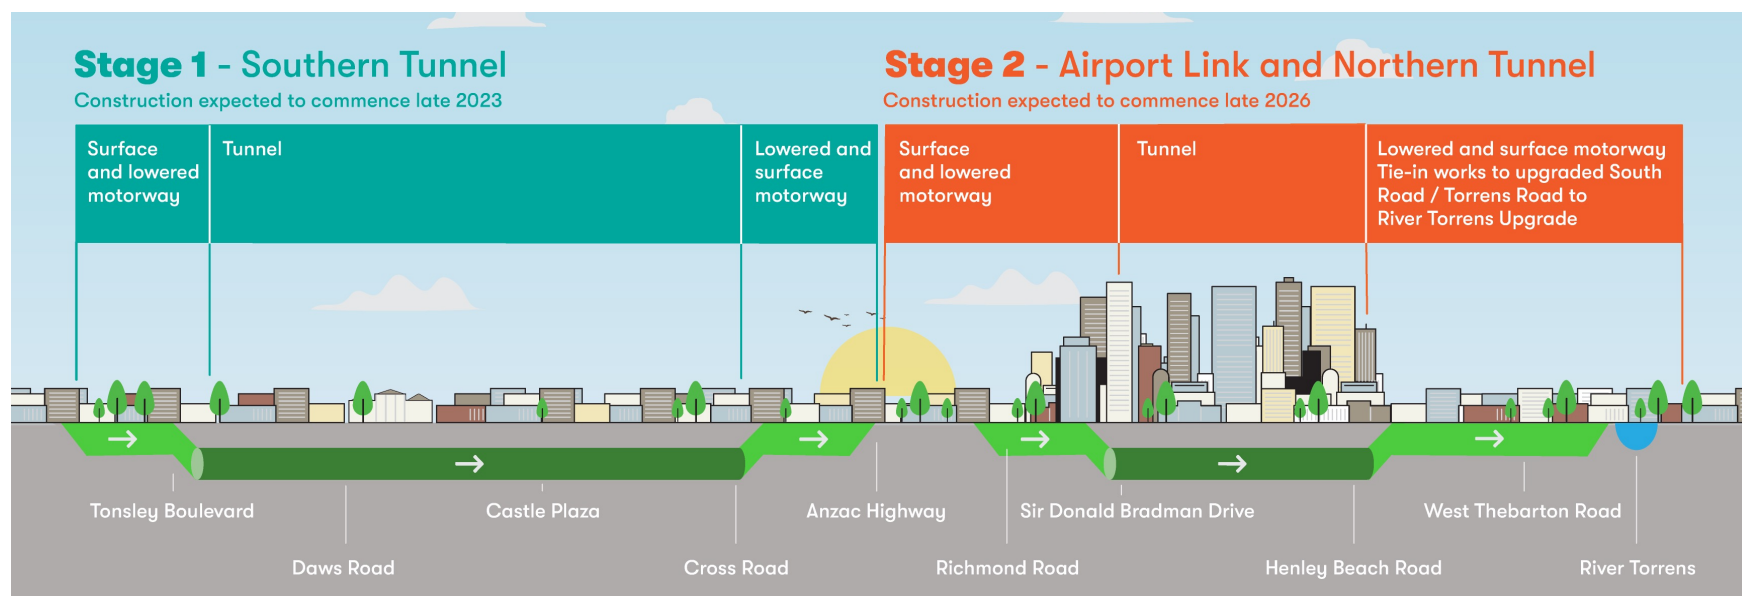 Stage 1 - Southern Tunnel
Construction expected to commence late 2023
Surface
and lowered
motorway
Tunnel
Lowered and
surface
motorway
Stage 2 - Airport Link and Northern Tunnel
Construction expected to commence late 2026
Surface
and lowered
motorway
Tunnel
Lowered and surface motorway
Tie-in works to upgraded South
Road / Torrens Road to
River Torrens Upgrade
Tonsley Boulevard
Daws Road
Castle Plaza
Cross Road
Anzac Highway
Richmond Road
Sir Donald Bradman Drive
Henley Beach Road
West Thebarton Road
River Torrens